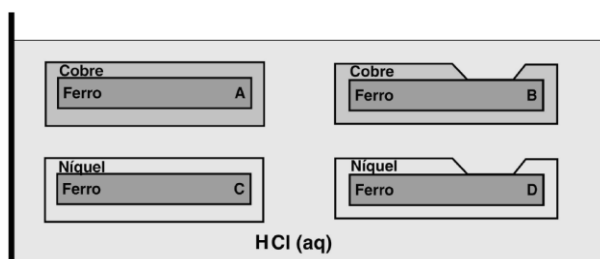 Cobre
Ferro A
Cobre
Ferro B
Níquel
Ferro C
Níquel
Ferro D
HCl (aq)